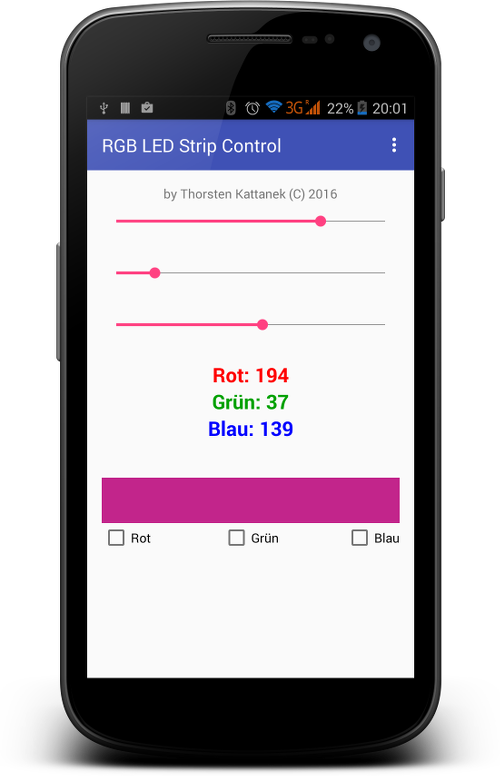 3G R 22% 20:01
RGB LED Strip Control
by Thorsten Kattanek (C) 2016
Rot: 194
Grün: 37
Blau: 139
Rot Grün Blau